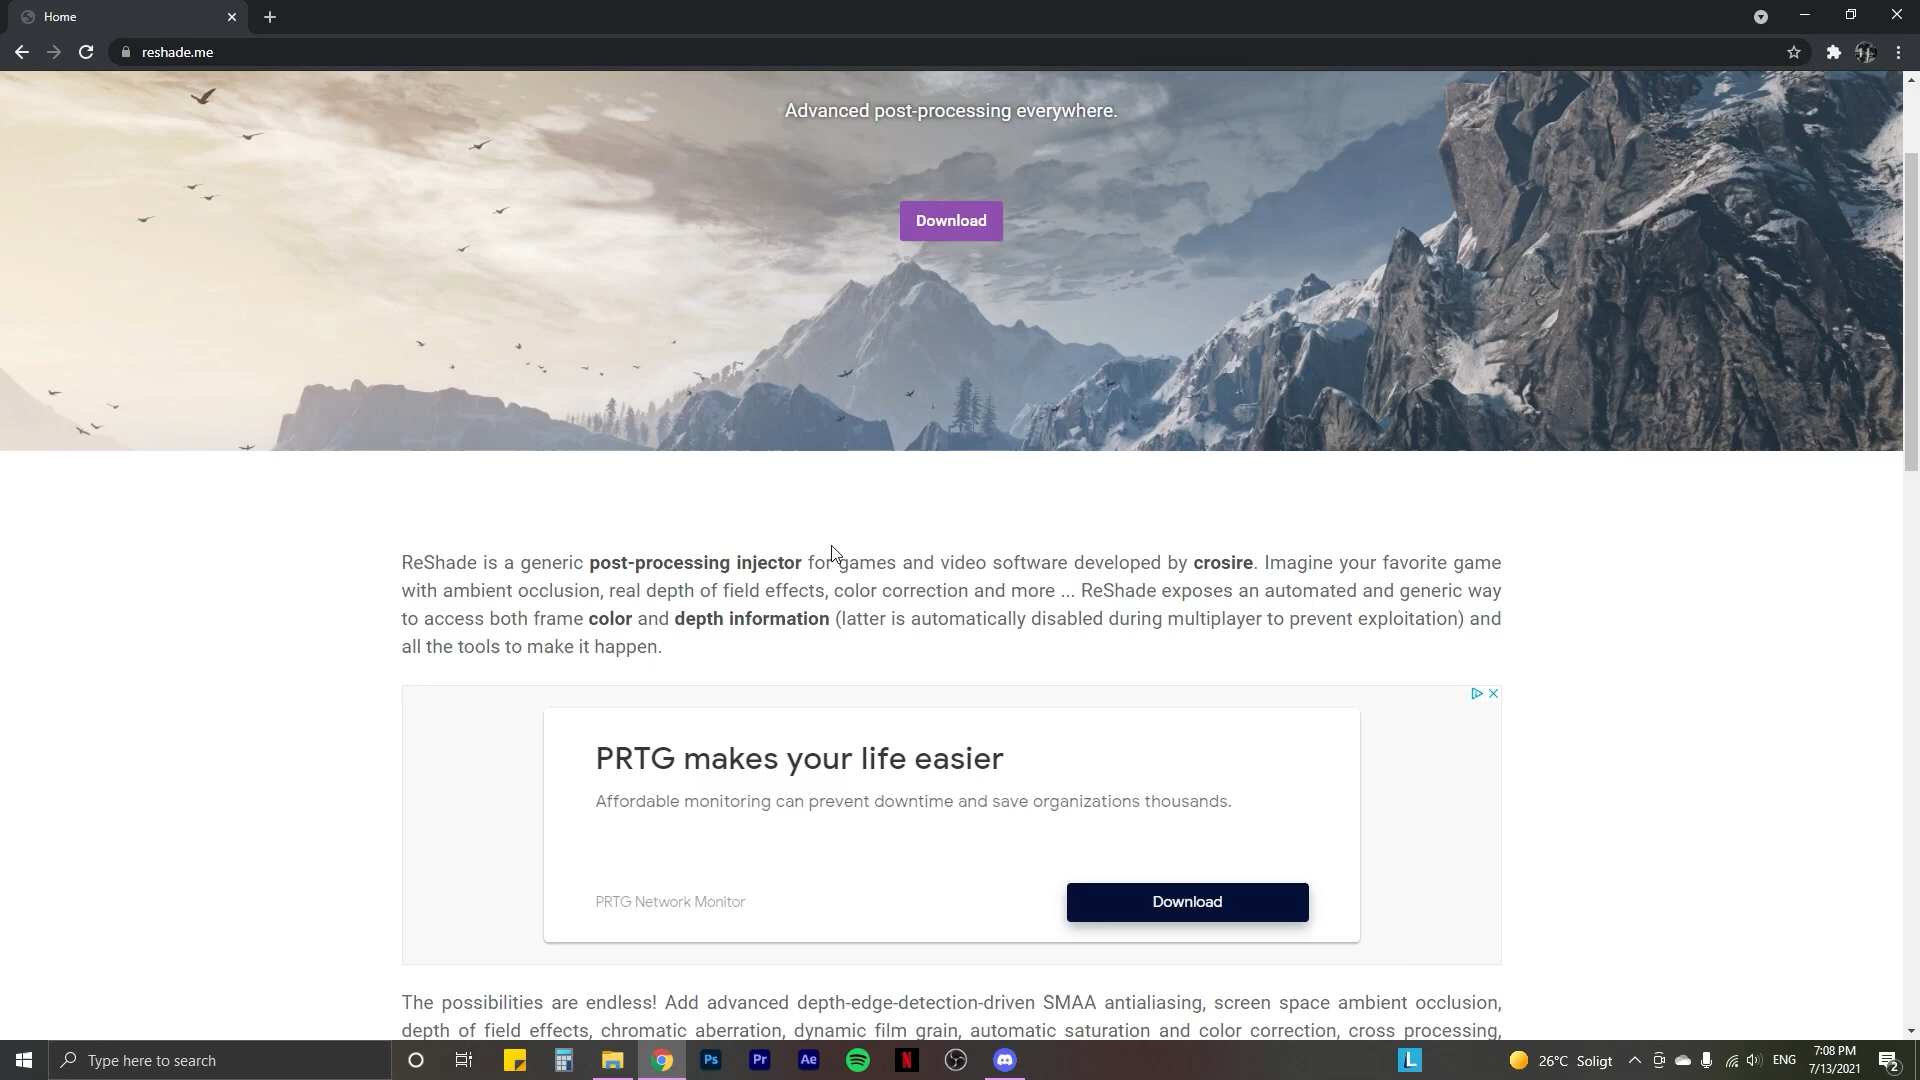 Home
reshade.me
Advanced post-processing everywhere.
Download
ReShade is a generic post-processing injector for games and video software developed by crosire. Imagine your favorite game
with ambient occlusion, real depth of field effects, color correction and more ... ReShade exposes an automated and generic way
to access both frame color and depth information (latter is automatically disabled during multiplayer to prevent exploitation) and
all the tools to make it happen.
PRTG makes your life easier
Affordable monitoring can prevent downtime and save organizations thousands.
PRTG Network Monitor
Download
The possibilities are endless! Add advanced depth-edge-detection-driven SMAA antialiasing, screen space ambient occlusion,
depth of field effects, chromatic aberration, dynamic film grain, automatic saturation and color correction, cross processing,
Type here to search
Ps
Pr
Ae
N
L
26°C Soligt
ENG
7:08 PM
7/13/2021
2